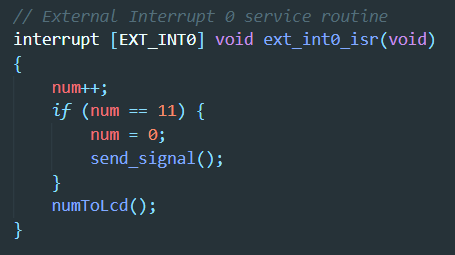 // External Interrupt 0 service routine
interrupt [EXT_INT0] void ext_int0_isr(void)
{
    num++;
    if (num == 11) {
        num = 0;
        send_signal();
    }
    numToLcd();
}